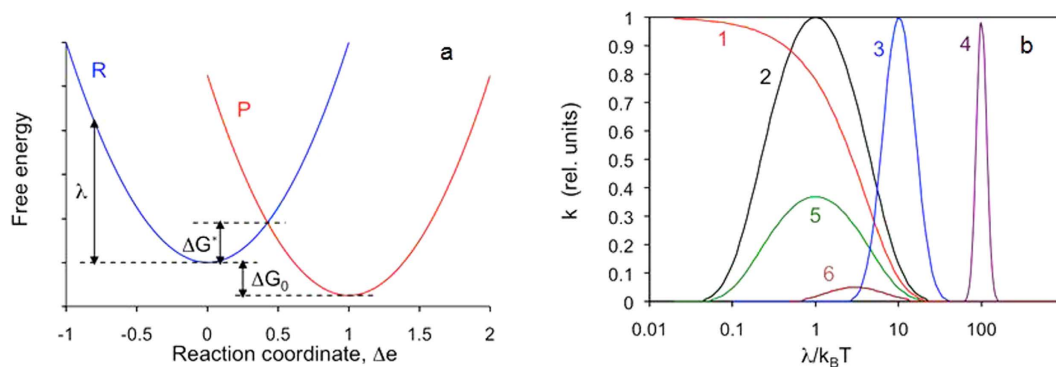 a
R
P
Free energy
λ
ΔG*
ΔG₀
-1 -0.5 0 0.5 1 1.5 2
Reaction coordinate, Δe
b
k (rel. units)
1
0.9
0.8
0.7
0.6
0.5
0.4
0.3
0.2
0.1
0
1
2
3
4
5
6
0.01 0.1 1 10 100
λ/k_BT